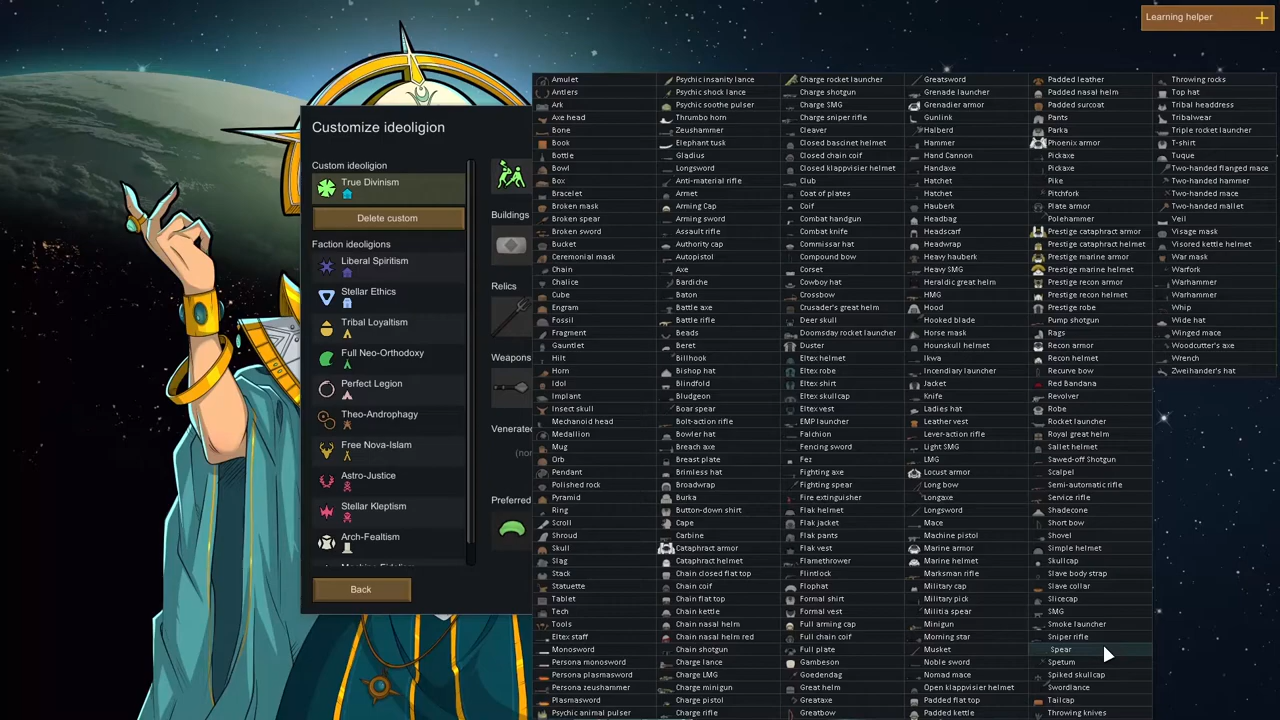 Learning helper
Customize ideoligion
Custom ideoligion
True Divinism
Delete custom
Faction ideoligions
Liberal Spiritism
Stellar Ethics
Tribal Loyaltism
Full Neo-Orthodoxy
Perfect Legion
Theo-Androphagy
Free Nova-Islam
Astro-Justice
Stellar Kleptism
Arch-Fealtism
Back
Buildings
Relics
Weapons
Venerate
Preferred
Amulet
Antlers
Ark
Axe head
Bone
Book
Bottle
Bowl
Box
Bracelet
Broken mask
Broken spear
Broken sword
Bucket
Ceremonial mask
Chain
Chalice
Cube
Engram
Fossil
Fragment
Gauntlet
Hilt
Horn
Idol
Implant
Insect skull
Mechanoid head
Medallion
Mug
Orb
Pendant
Polished rock
Pyramid
Ring
Scroll
Shroud
Skull
Slag
Stack
Statuette
Tablet
Tech
Tools
Eltex staff
Monosword
Persona monosword
Persona plasmasword
Persona zeushammer
Plasmasword
Psychic animal pulser
Psychic insanity lance
Psychic shock lance
Psychic soothe pulser
Thrumbo horn
Zeushammer
Elephant tusk
Gladius
Longsword
Anti-material rifle
Armet
Arming Cap
Arming sword
Assault rifle
Authority cap
Autopistol
Axe
Bardiche
Baton
Battle axe
Battle rifle
Beads
Beret
Billhook
Bishop hat
Blindfold
Bludgeon
Boar spear
Bolt-action rifle
Bowler hat
Breach axe
Breast plate
Brimless hat
Broadwrap
Burka
Button-down shirt
Cape
Carbine
Cataphract armor
Cataphract helmet
Chain closed flat top
Chain coif
Chain flat top
Chain kettle
Chain nasal helm
Chain nasal helm red
Chain shotgun
Charge lance
Charge LMG
Charge minigun
Charge pistol
Charge rifle
Charge rocket launcher
Charge shotgun
Charge SMG
Charge sniper rifle
Cleaver
Closed bascinet helmet
Closed chain coif
Closed klappvisier helmet
Club
Coat of plates
Coif
Combat handgun
Combat knife
Commissar hat
Compound bow
Corset
Cowboy hat
Crossbow
Crusader's great helm
Deer skull
Doomsday rocket launcher
Duster
Eltex helmet
Eltex robe
Eltex shirt
Eltex skullcap
Eltex vest
EMP launcher
Falchion
Fencing sword
Fez
Fighting axe
Fighting spear
Fire extinguisher
Flak helmet
Flak jacket
Flak pants
Flak vest
Flamethrower
Flintlock
Flophat
Formal shirt
Formal vest
Full arming cap
Full chain coif
Full plate
Gambeson
Goedendag
Great helm
Greataxe
Greatbow
Greatsword
Grenade launcher
Grenadier armor
Gunlink
Halberd
Hammer
Hand Cannon
Handaxe
Hatchet
Hatchet
Hauberk
Headbag
Headscarf
Headwrap
Heavy hauberk
Heavy SMG
Heraldic great helm
HMG
Hood
Hooked blade
Horse mask
Hounskull helmet
Ikwa
Incendiary launcher
Jacket
Knife
Ladies hat
Leather vest
Lever-action rifle
Light SMG
LMG
Locust armor
Long bow
Longaxe
Longsword
Mace
Machine pistol
Marine armor
Marine helmet
Marksman rifle
Military cap
Military pick
Militia spear
Minigun
Morning star
Musket
Noble sword
Nomad mace
Open klappvisier helmet
Padded flat top
Padded kettle
Padded leather
Padded nasal helm
Padded surcoat
Pants
Parka
Phoenix armor
Pickaxe
Pickaxe
Pike
Pitchfork
Plate armor
Polehammer
Prestige cataphract armor
Prestige cataphract helmet
Prestige marine armor
Prestige marine helmet
Prestige recon armor
Prestige recon helmet
Prestige robe
Pump shotgun
Rags
Recon armor
Recon helmet
Recurve bow
Red Bandana
Revolver
Robe
Rocket launcher
Royal great helm
Sallet helmet
Sawed-off Shotgun
Scalpel
Semi-automatic rifle
Service rifle
Shadecone
Short bow
Shovel
Simple helmet
Skullcap
Slave body strap
Slave collar
Slicecap
SMG
Smoke launcher
Sniper rifle
Spear
Spetum
Spiked skullcap
Swordlance
Tailcap
Throwing knives
Throwing rocks
Top hat
Tribal headdress
Tribalwear
Triple rocket launcher
T-shirt
Tuque
Two-handed flanged mace
Two-handed hammer
Two-handed mace
Two-handed mallet
Veil
Visage mask
Visored kettle helmet
War mask
Warfork
Warhammer
Warhammer
Whip
Wide hat
Winged mace
Woodcutter's axe
Wrench
Zweihander's hat